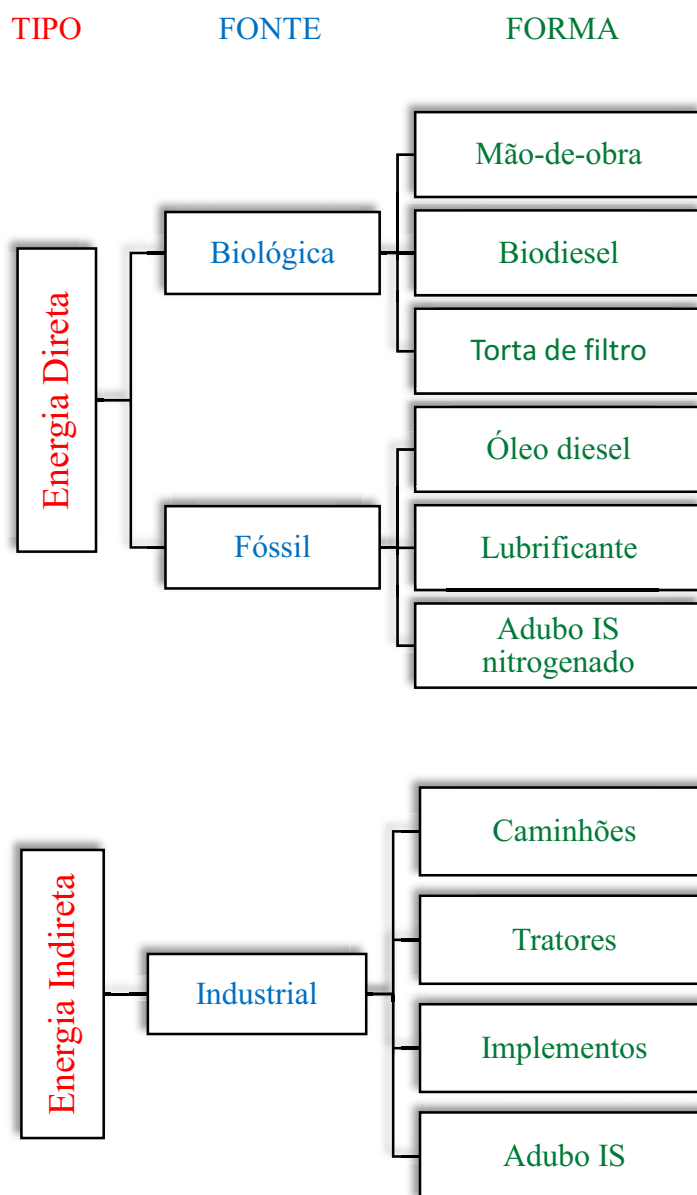 TIPO FONTE FORMA
Energia Direta
Biológica
Mão-de-obra
Biodiesel
Torta de filtro
Fóssil
Óleo diesel
Lubrificante
Adubo IS
nitrogenado
Energia Indireta
Industrial
Caminhões
Tratores
Implementos
Adubo IS